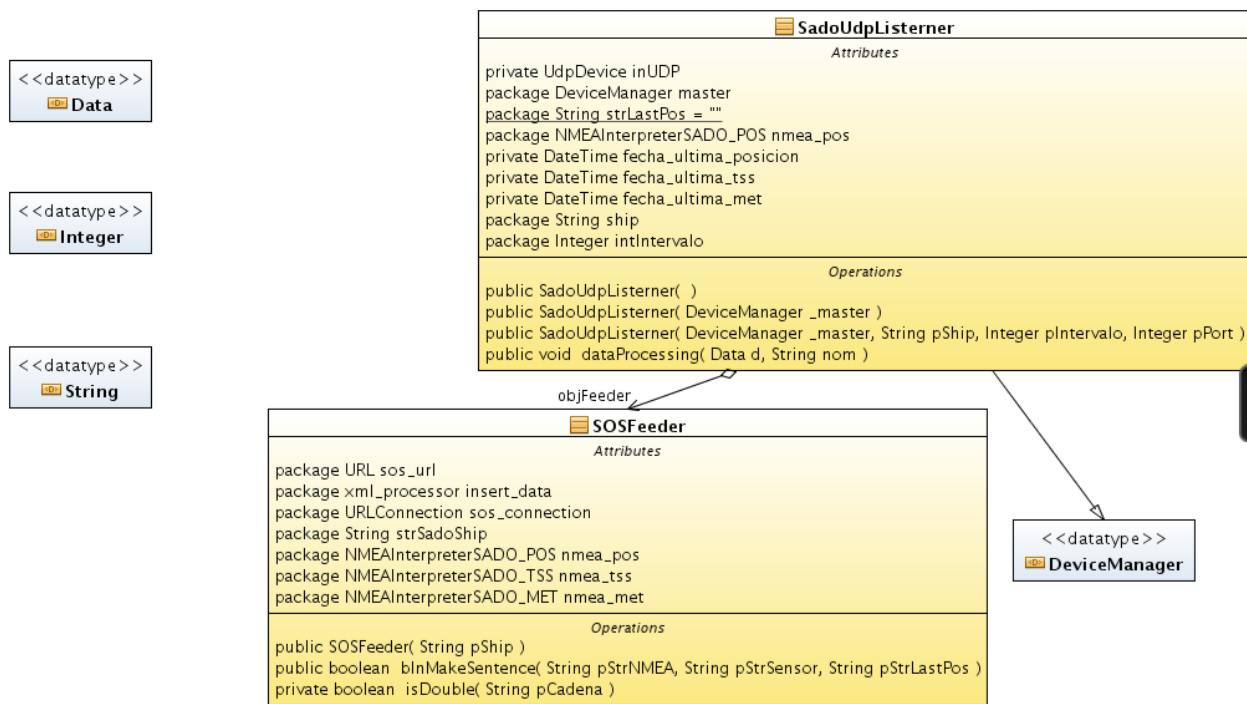 SadoUdpListerner
Attributes
private UdpDevice inUDP
package DeviceManager master
package String strLastPos = ""
package NMEAInterpreterSADO_POS nmea_pos
private DateTime fecha_ultima_posicion
private DateTime fecha_ultima_tss
private DateTime fecha_ultima_met
package String ship
package Integer intIntervalo
Operations
public SadoUdpListerner( )
public SadoUdpListerner( DeviceManager _master )
public SadoUdpListerner( DeviceManager _master, String pShip, Integer pIntervalo, Integer pPort )
public void dataProcessing( Data d, String nom )
<<datatype>>
Data
<<datatype>>
Integer
<<datatype>>
String
objFeeder
SOSFeeder
Attributes
package URL sos_url
package xml_processor insert_data
package URLConnection sos_connection
package String strSadoShip
package NMEAInterpreterSADO_POS nmea_pos
package NMEAInterpreterSADO_TSS nmea_tss
package NMEAInterpreterSADO_MET nmea_met
Operations
public SOSFeeder( String pShip )
public boolean blnMakeSentence( String pStrNMEA, String pStrSensor, String pStrLastPos )
private boolean isDouble( String pCadena )
<<datatype>>
DeviceManager